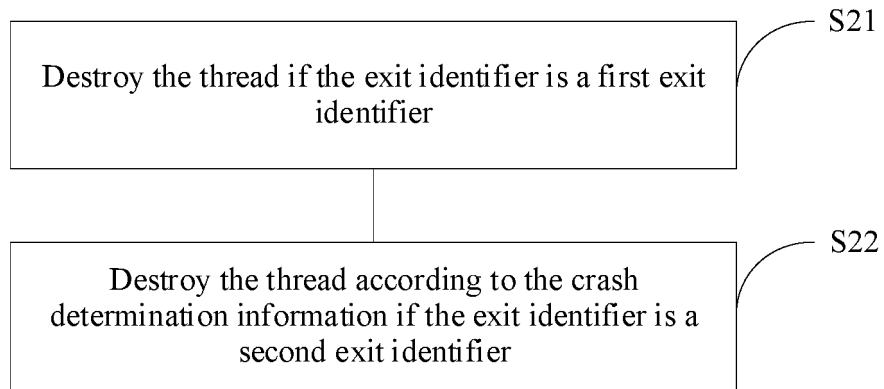 S21
Destroy the thread if the exit identifier is a first exit
identifier
S22
Destroy the thread according to the crash
determination information if the exit identifier is a
second exit identifier